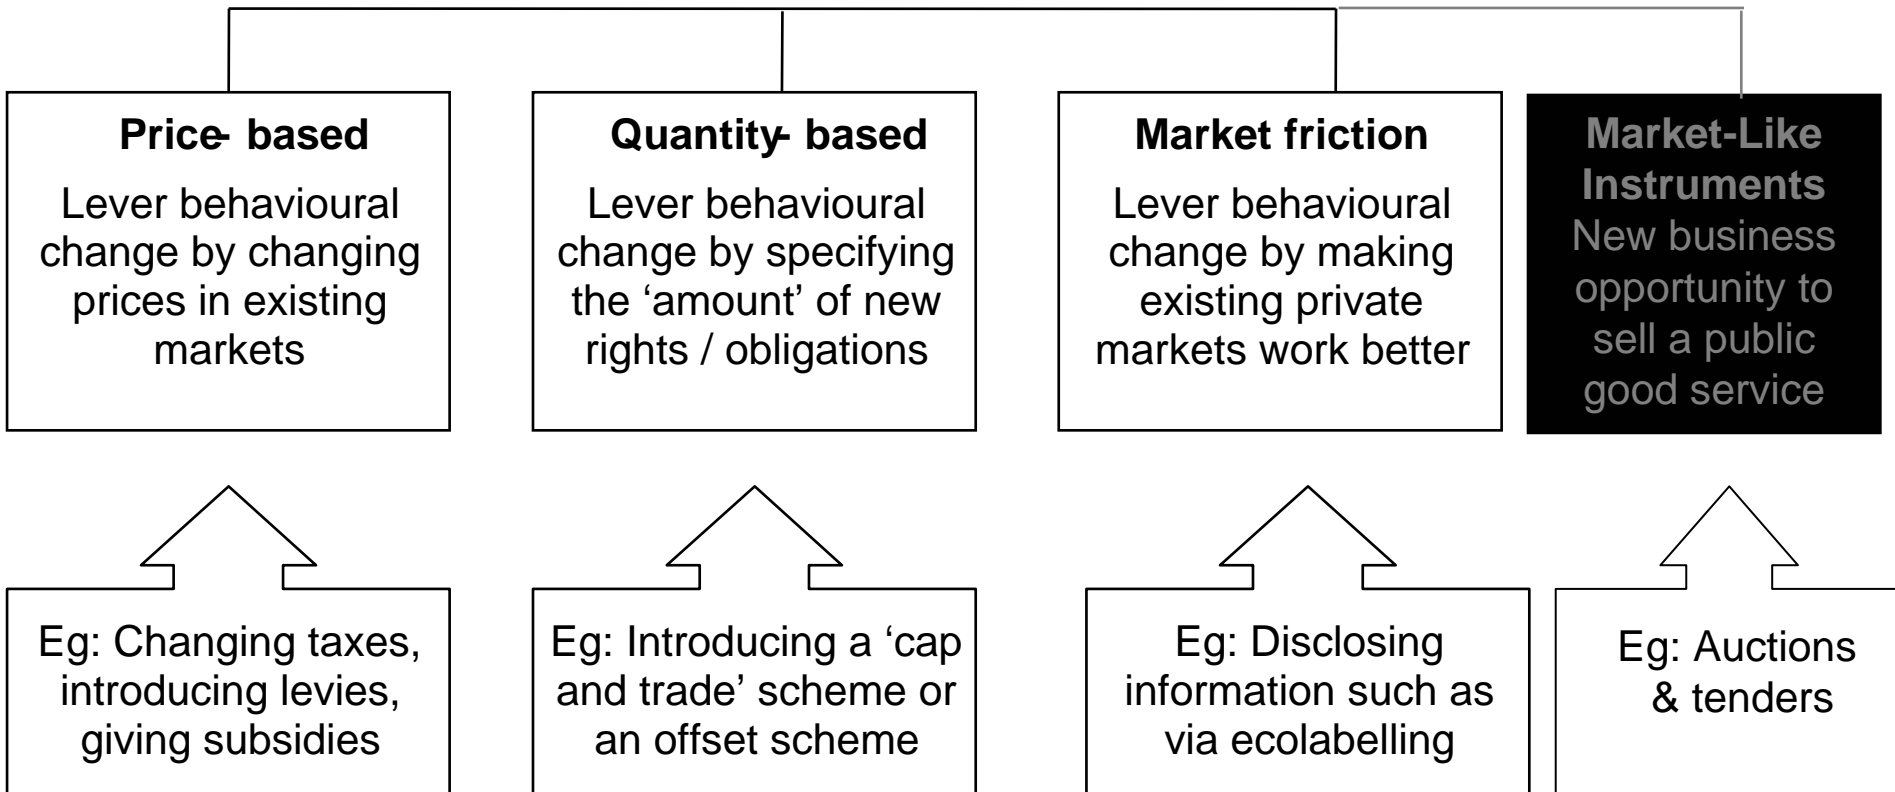 Price- based
Lever behavioural
change by changing
prices in existing
markets
Quantity- based
Lever behavioural
change by specifying
the ‘amount’ of new
rights / obligations
Market friction
Lever behavioural
change by making
existing private
markets work better
Market-Like
Instruments
New business
opportunity to
sell a public
good service
Eg: Changing taxes,
introducing levies,
giving subsidies
Eg: Introducing a ‘cap
and trade’ scheme or
an offset scheme
Eg: Disclosing
information such as
via ecolabelling
Eg: Auctions
& tenders